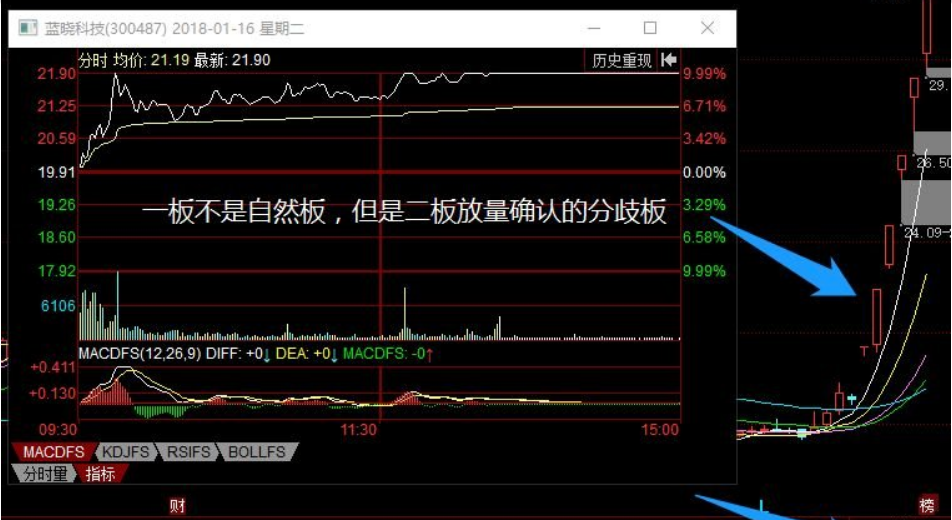 蓝晓科技(300487) 2018-01-16 星期二
分时 均价: 21.19 最新: 21.90 历史重现
21.90 9.99%
21.25 6.71%
20.59 3.42%
19.91 0.00%
19.26 3.29%
18.60 6.58%
17.92 9.99%
6106
一板不是自然板，但是二板放量确认的分歧板
MACDFS(12,26,9) DIFF: +0↓ DEA: +0↓ MACDFS: -0↑
+0.411
+0.130
09:30 11:30 15:00
MACDFS KDJFS RSIFS BOLLFS
分时量 指标
29.
26.50
24.09
财 榜